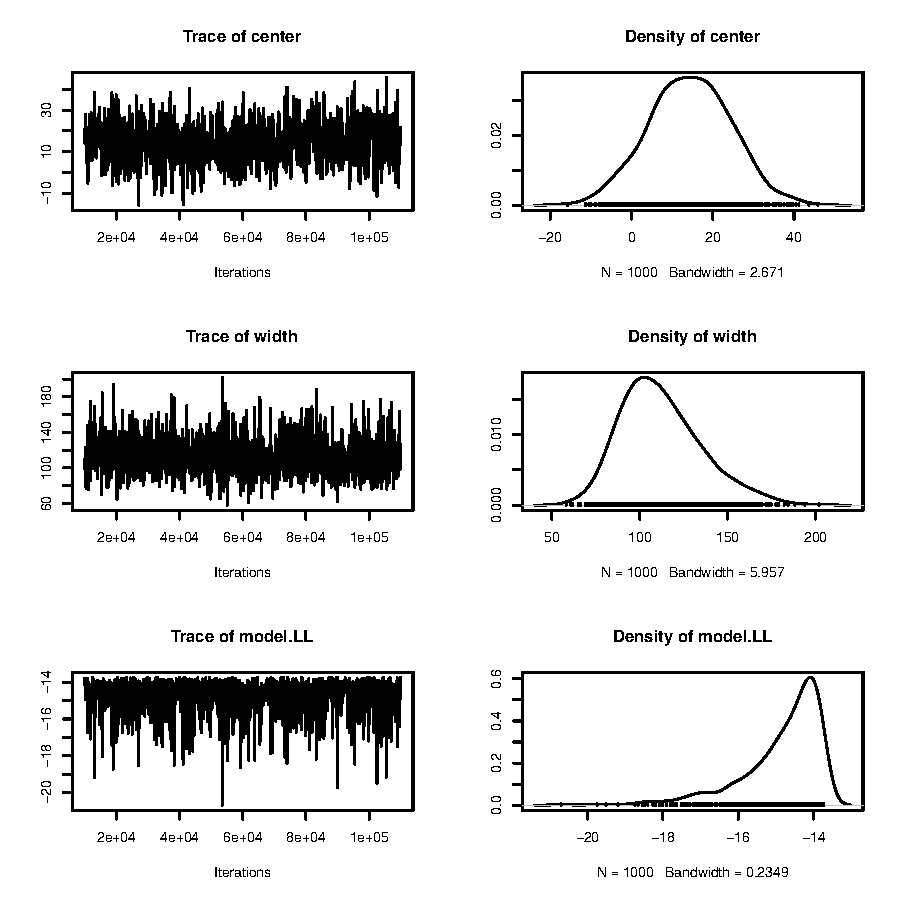 Trace of center
30
10
−10
2e+04 4e+04 6e+04 8e+04 1e+05
Iterations
Density of center
0.02
0.00
−20 0 20 40
N = 1000 Bandwidth = 2.671
Trace of width
180
140
100
60
2e+04 4e+04 6e+04 8e+04 1e+05
Iterations
Density of width
0.010
0.000
50 100 150 200
N = 1000 Bandwidth = 5.957
Trace of model.LL
−14
−16
−18
−20
2e+04 4e+04 6e+04 8e+04 1e+05
Iterations
Density of model.LL
0.6
0.4
0.2
0.0
−20 −18 −16 −14
N = 1000 Bandwidth = 0.2349